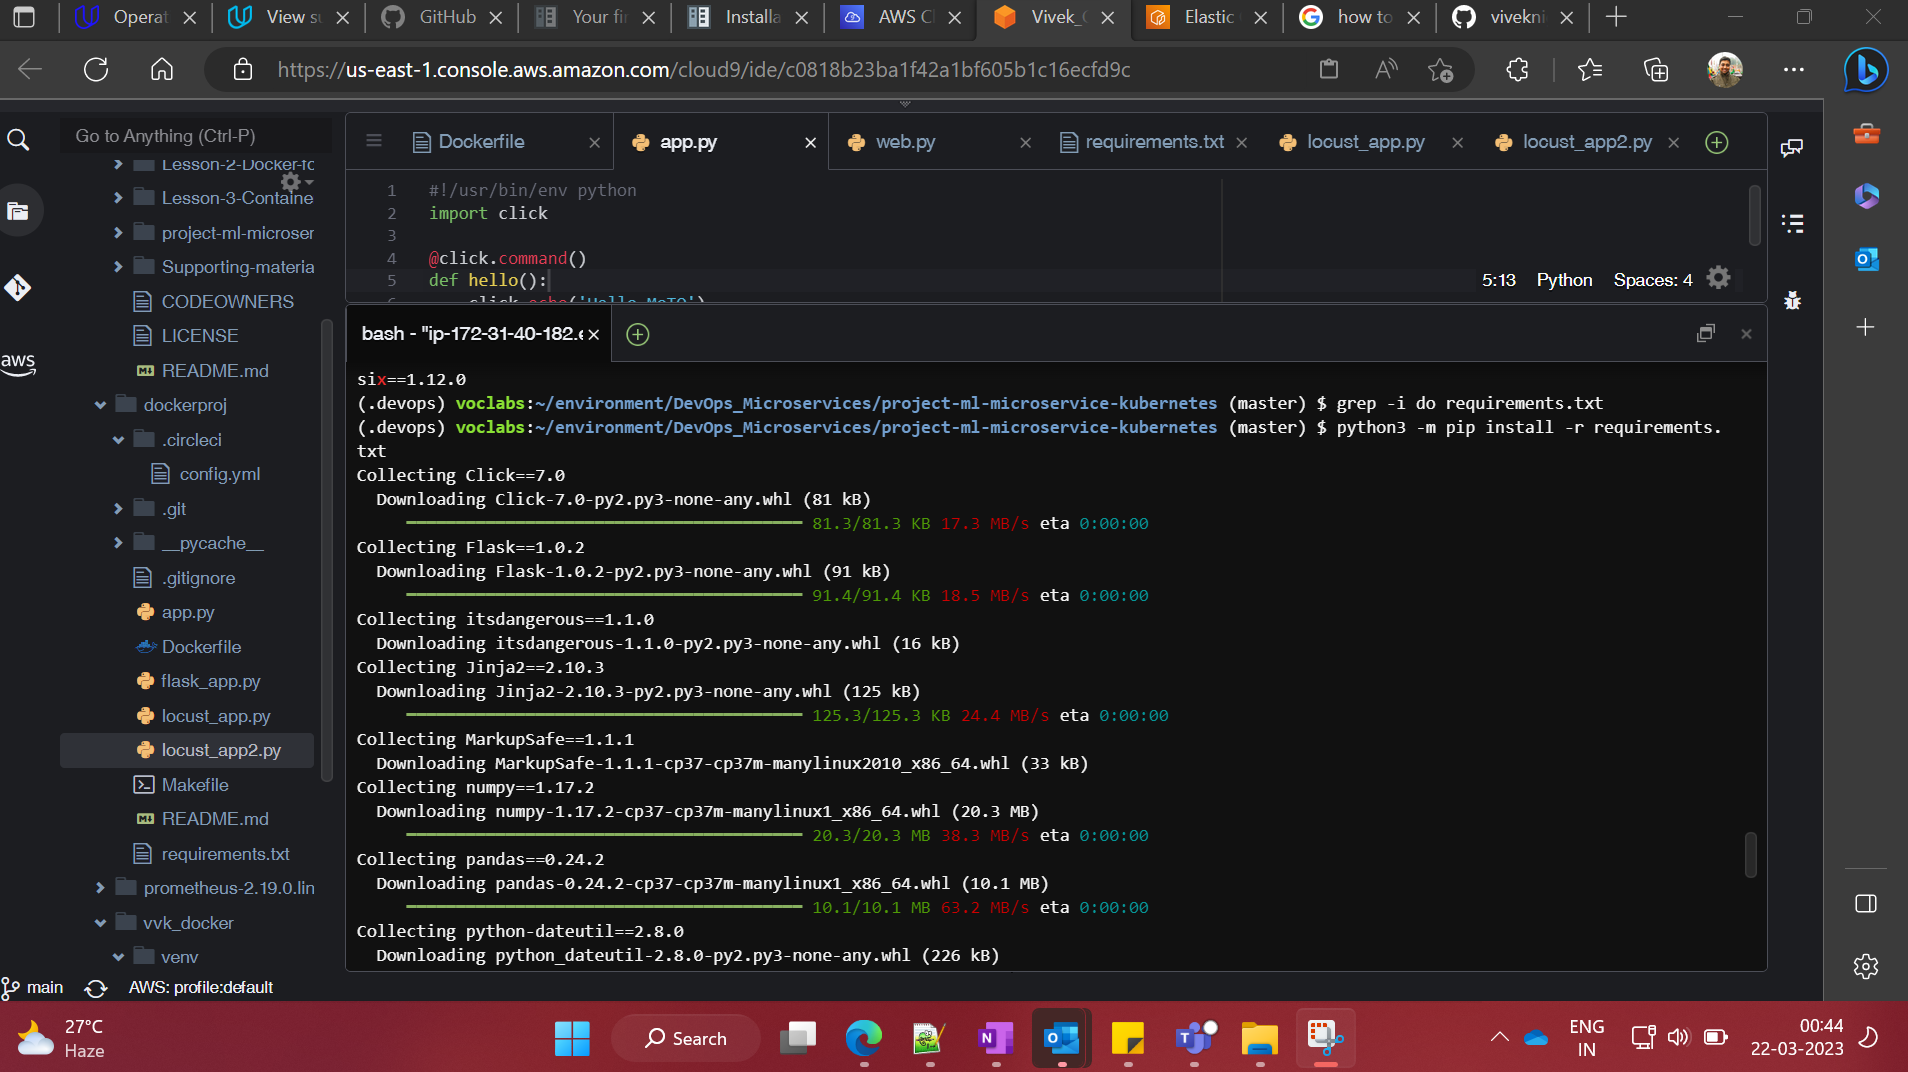 Operat
View su
GitHub
Your fir
Installa
AWS Cl
Vivek_
Elastic
how to
vivekni
https://us-east-1.console.aws.amazon.com/cloud9/ide/c0818b23ba1f42a1bf605b1c16ecfd9c
Go to Anything (Ctrl-P)
Lesson-2-Docker-fo
Lesson-3-Containe
project-ml-microser
Supporting-materia
CODEOWNERS
LICENSE
README.md
dockerproj
.circleci
config.yml
.git
__pycache__
.gitignore
app.py
Dockerfile
flask_app.py
locust_app.py
locust_app2.py
Makefile
README.md
requirements.txt
prometheus-2.19.0.lin
vvk_docker
venv
aws
Dockerfile
app.py
web.py
requirements.txt
locust_app.py
locust_app2.py
1 #!/usr/bin/env python
2 import click
3
4 @click.command()
5 def hello():
6 click.echo('Hello MoTO')
5:13 Python Spaces: 4
bash - "ip-172-31-40-182.e
six==1.12.0
(.devops) voclabs:~/environment/DevOps_Microservices/project-ml-microservice-kubernetes (master) $ grep -i do requirements.txt
(.devops) voclabs:~/environment/DevOps_Microservices/project-ml-microservice-kubernetes (master) $ python3 -m pip install -r requirements.
txt
Collecting Click==7.0
Downloading Click-7.0-py2.py3-none-any.whl (81 kB)
81.3/81.3 KB 17.3 MB/s eta 0:00:00
Collecting Flask==1.0.2
Downloading Flask-1.0.2-py2.py3-none-any.whl (91 kB)
91.4/91.4 KB 18.5 MB/s eta 0:00:00
Collecting itsdangerous==1.1.0
Downloading itsdangerous-1.1.0-py2.py3-none-any.whl (16 kB)
Collecting Jinja2==2.10.3
Downloading Jinja2-2.10.3-py2.py3-none-any.whl (125 kB)
125.3/125.3 KB 24.4 MB/s eta 0:00:00
Collecting MarkupSafe==1.1.1
Downloading MarkupSafe-1.1.1-cp37-cp37m-manylinux2010_x86_64.whl (33 kB)
Collecting numpy==1.17.2
Downloading numpy-1.17.2-cp37-cp37m-manylinux1_x86_64.whl (20.3 MB)
20.3/20.3 MB 38.3 MB/s eta 0:00:00
Collecting pandas==0.24.2
Downloading pandas-0.24.2-cp37-cp37m-manylinux1_x86_64.whl (10.1 MB)
10.1/10.1 MB 63.2 MB/s eta 0:00:00
Collecting python-dateutil==2.8.0
Downloading python_dateutil-2.8.0-py2.py3-none-any.whl (226 kB)
main
AWS: profile:default
27°C
Haze
Search
ENG
IN
00:44
22-03-2023